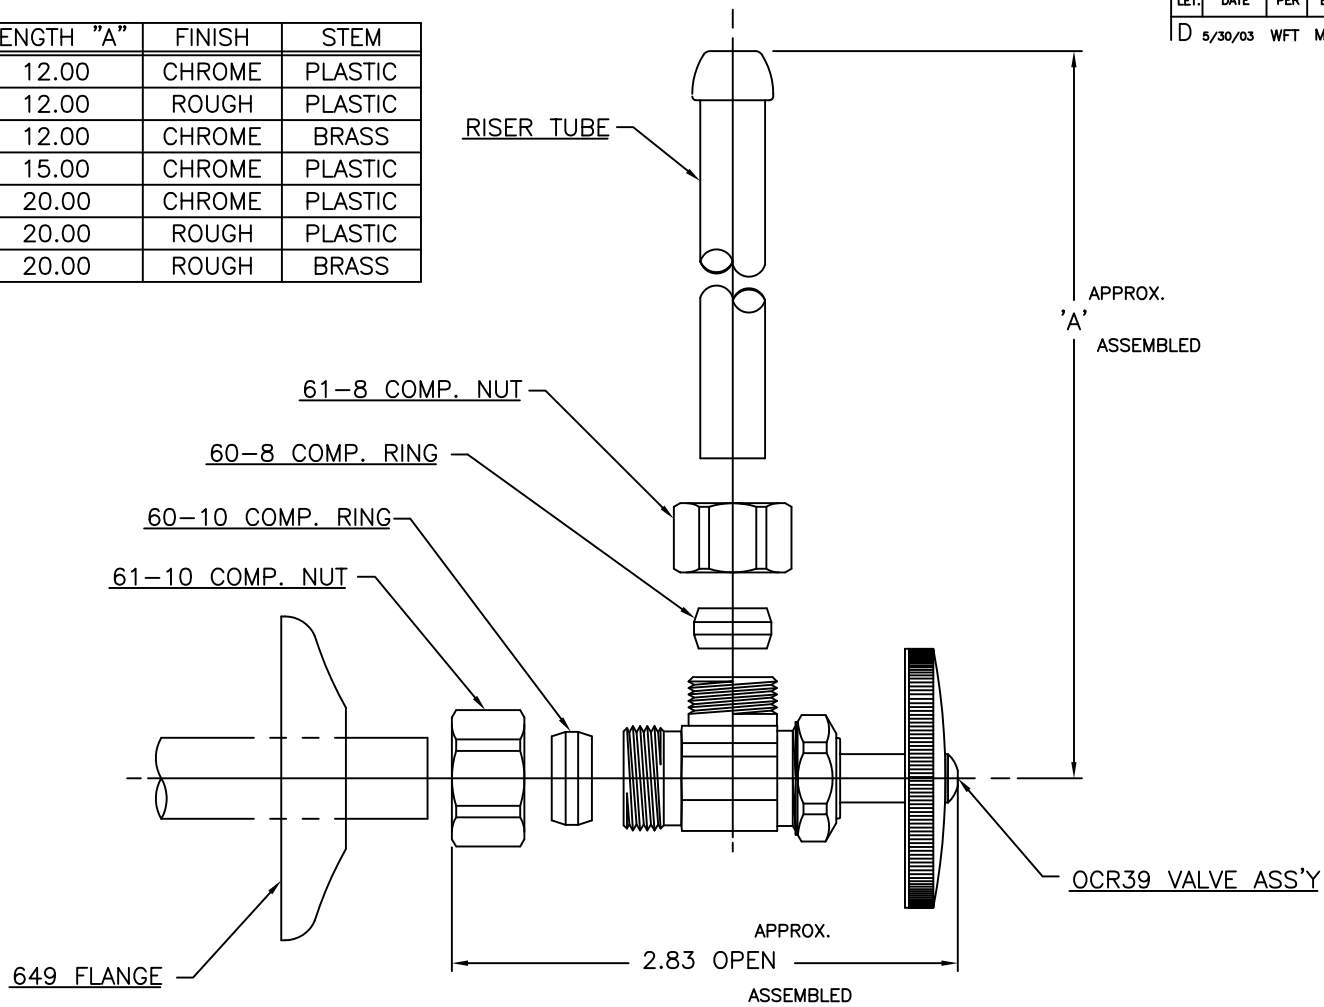 ENGTH "A" FINISH STEM
12.00 CHROME PLASTIC
12.00 ROUGH PLASTIC
12.00 CHROME BRASS
15.00 CHROME PLASTIC
20.00 CHROME PLASTIC
20.00 ROUGH PLASTIC
20.00 ROUGH BRASS
LET. DATE PER
D 5/30/03 WFT M
RISER TUBE
APPROX.
'A'
ASSEMBLED
61-8 COMP. NUT
60-8 COMP. RING
60-10 COMP. RING
61-10 COMP. NUT
OCR39 VALVE ASS'Y
649 FLANGE
APPROX.
2.83 OPEN
ASSEMBLED